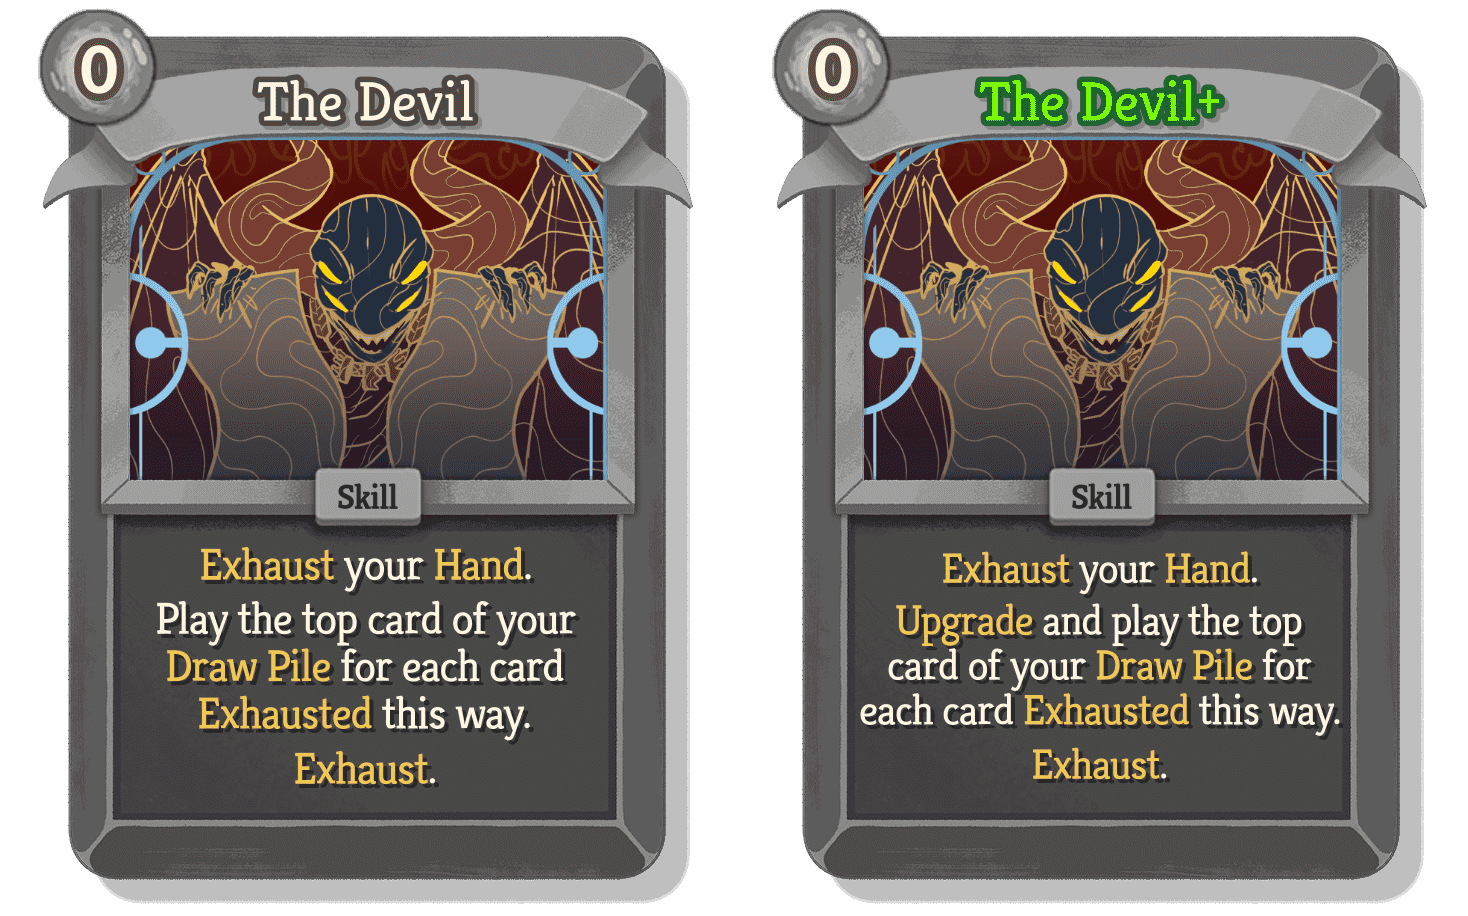 0
The Devil
Skill
Exhaust your Hand.
Play the top card of your
Draw Pile for each card
Exhausted this way.
Exhaust.
0
The Devil+
Skill
Exhaust your Hand.
Upgrade and play the top
card of your Draw Pile for
each card Exhausted this way.
Exhaust.